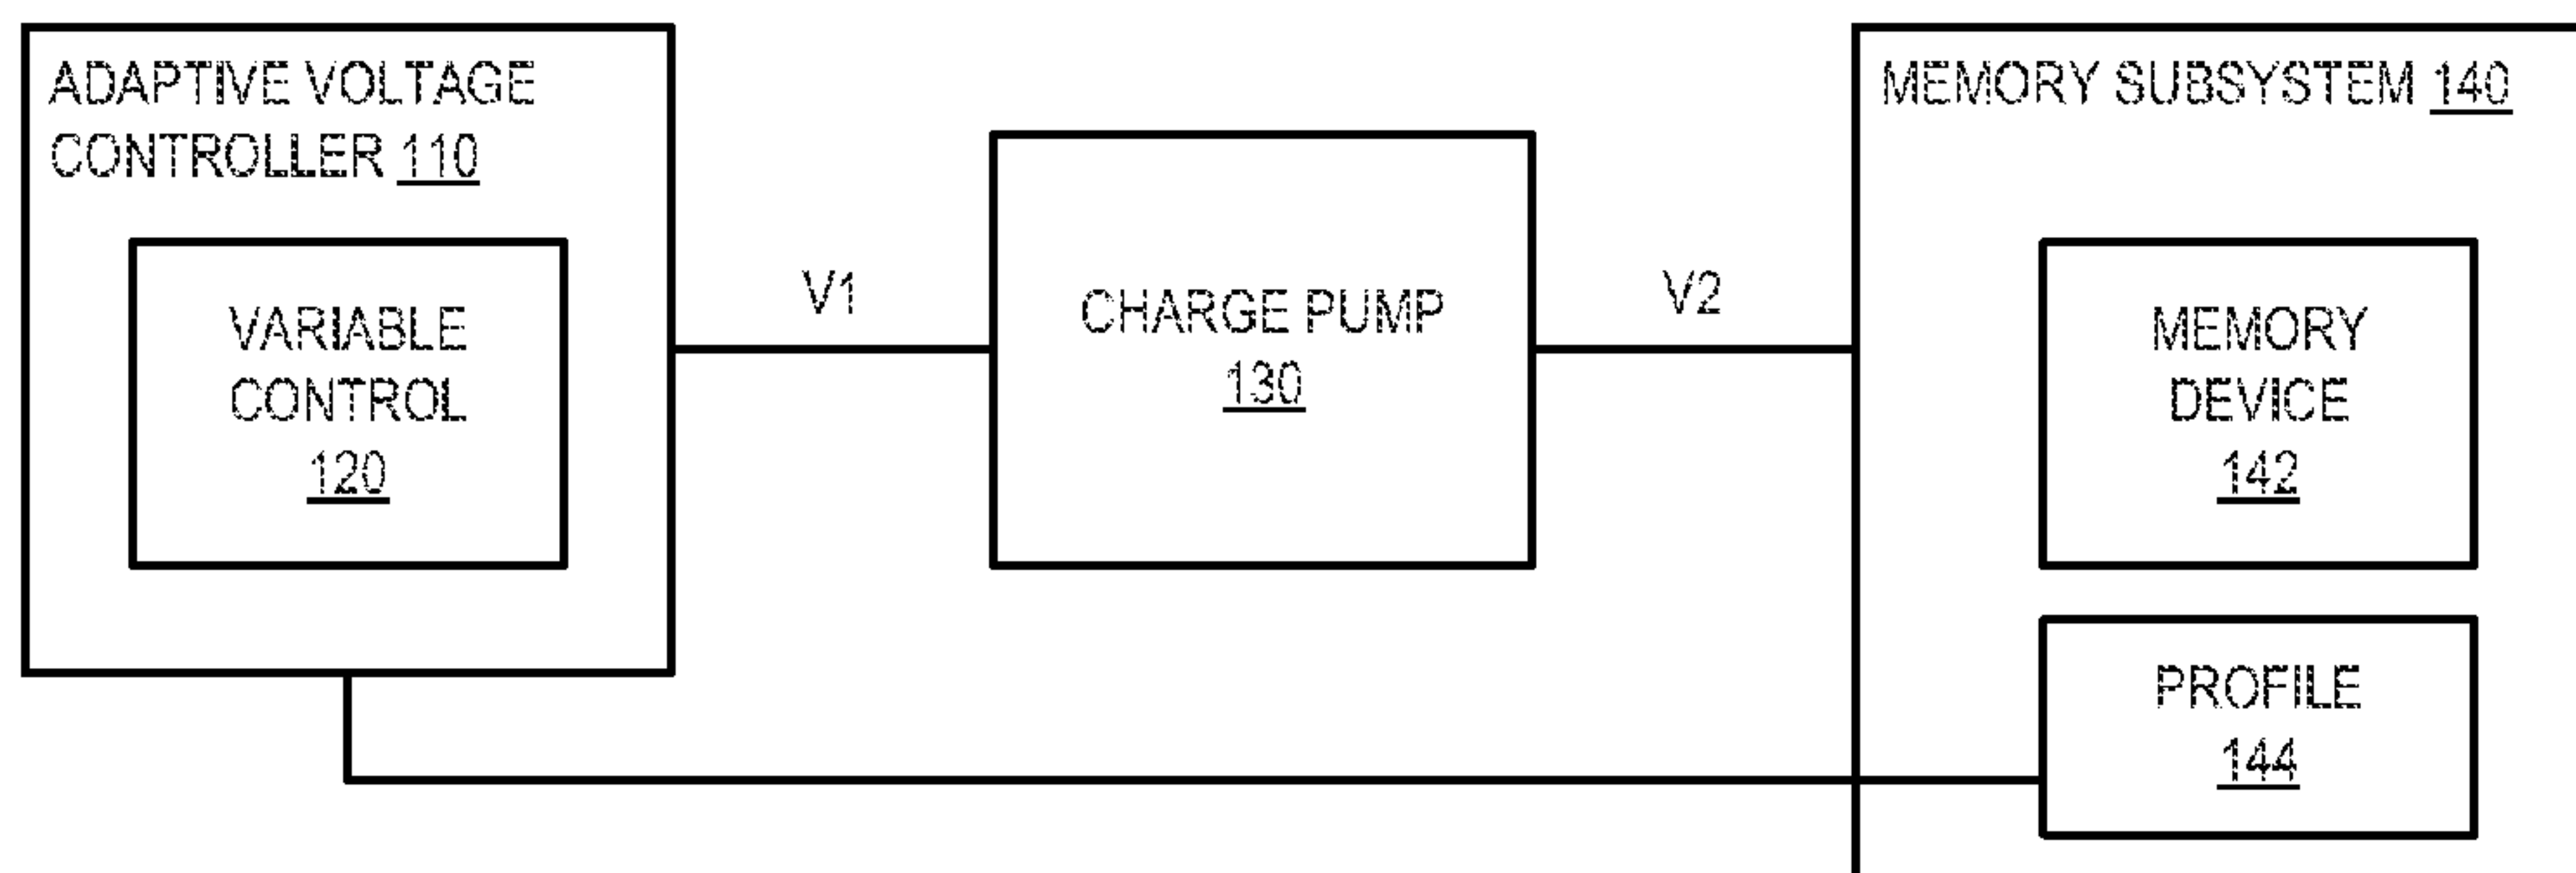 ADAPTIVE VOLTAGE
CONTROLLER 110
VARIABLE
CONTROL
120
V1
CHARGE PUMP
130
V2
MEMORY SUBSYSTEM 140
MEMORY
DEVICE
142
PROFILE
144